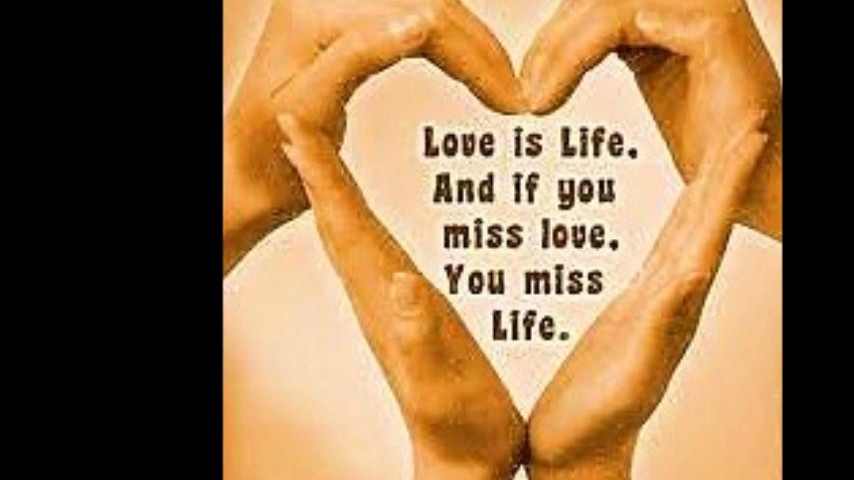 Love is Life.
And if you
miss love.
You miss
Life.